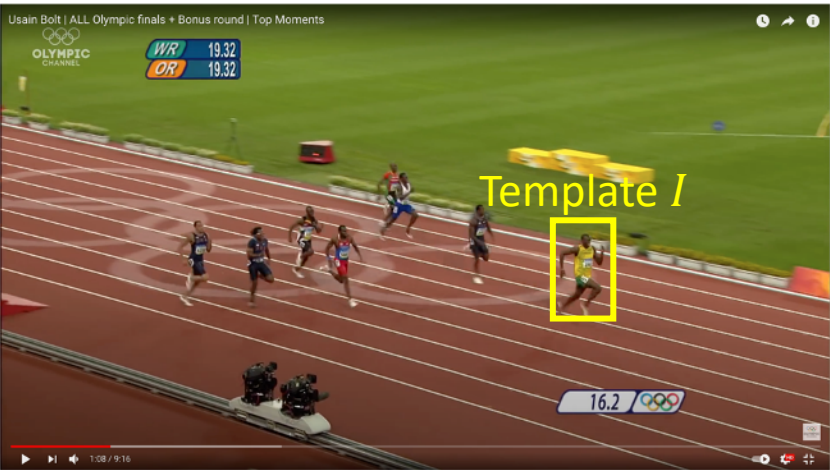 Usain Bolt | ALL Olympic finals + Bonus round | Top Moments
OLYMPIC
CHANNEL
WR 19.32
OR 19.32
Template I
16.2
1:08 / 9:16